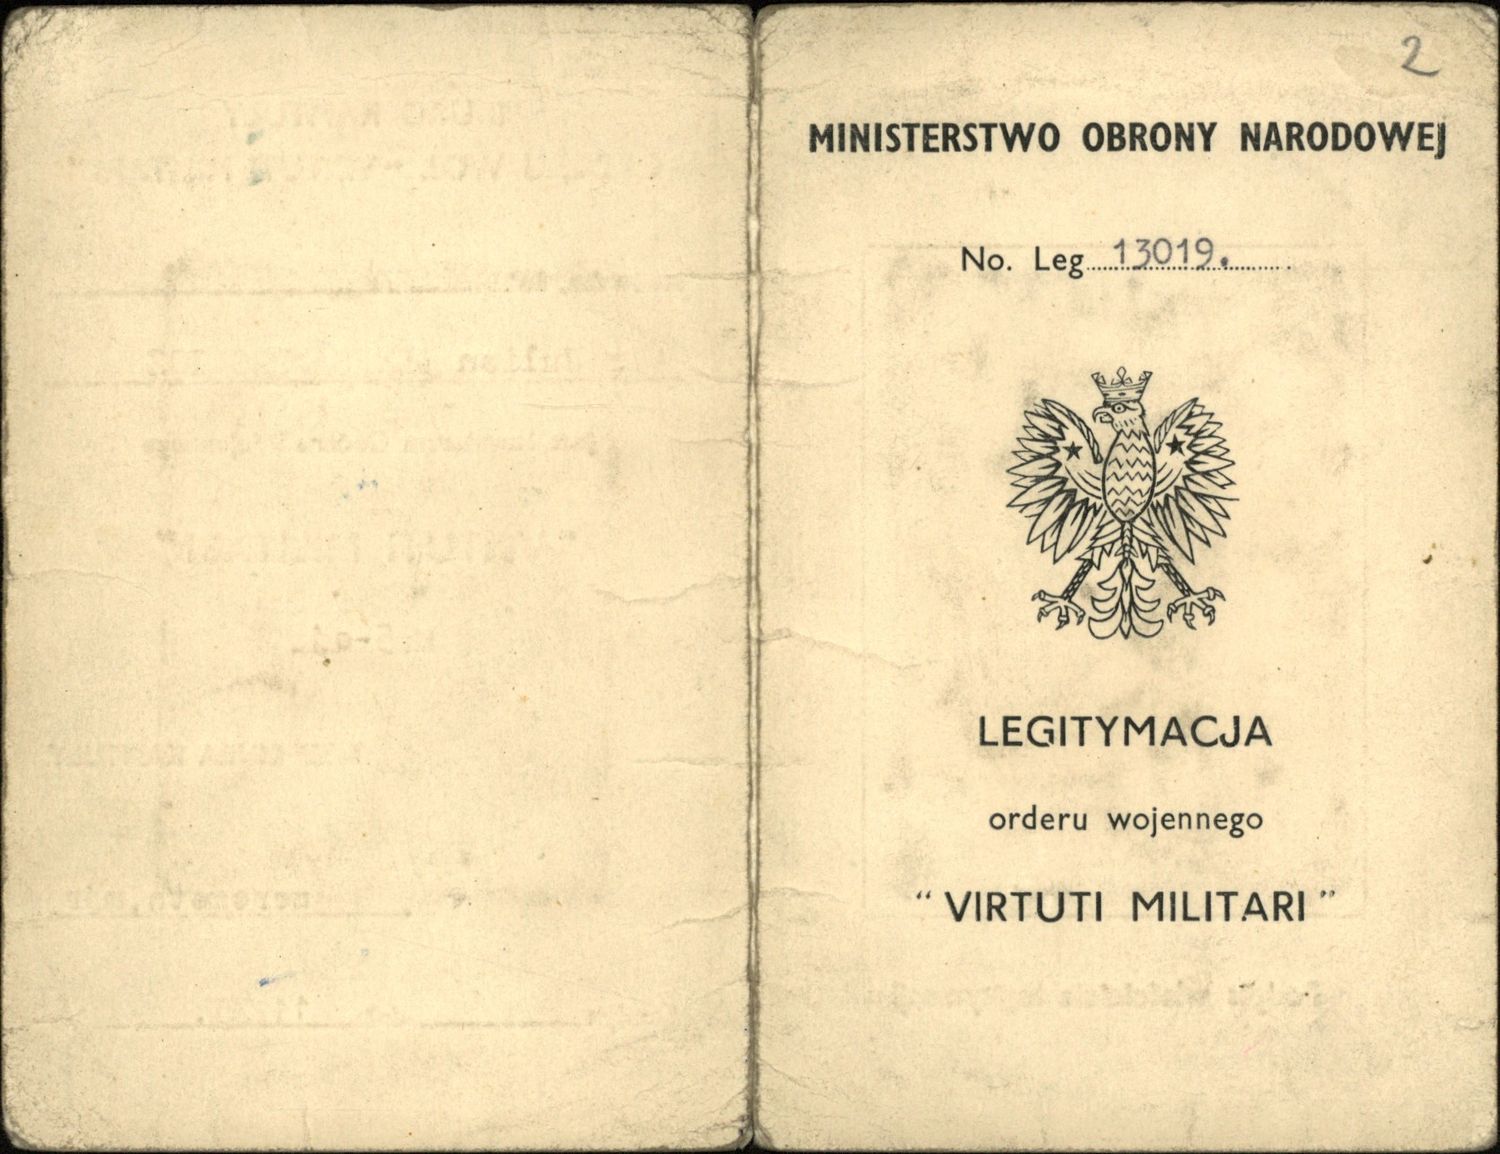 2
MINISTERSTWO OBRONY NARODOWEJ
No. Leg 13019.
LEGITYMACJA
orderu wojennego
“ VIRTUTI MILITARI ”